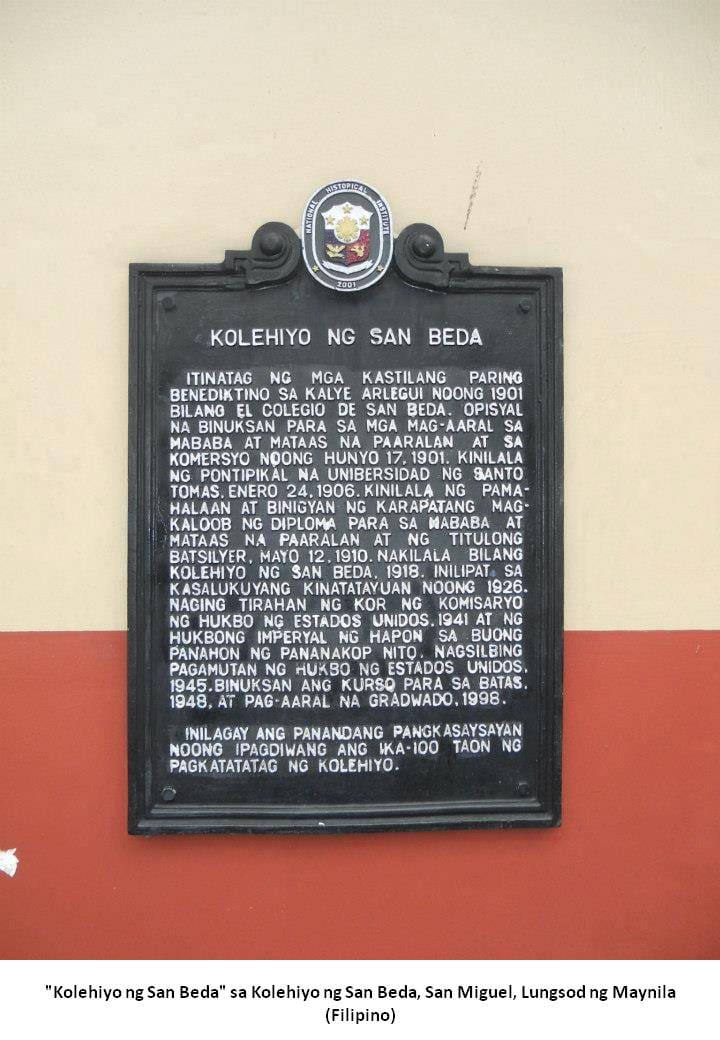 NATIONAL HISTORICAL INSTITUTE
2001
KOLEHIYO NG SAN BEDA
ITINATAG NG MGA KASTILANG PARING
BENEDIKTINO SA KALYE ARLEGUI NOONG 1901
BILANG EL COLEGIO DE SAN BEDA. OPISYAL
NA BINUKSAN PARA SA MGA MAG-AARAL SA
MABABA AT MATAAS NA PAARALAN AT SA
KOMERSYO NOONG HUNYO 17, 1901. KINILALA
NG PONTIPIKAL NA UNIBERSIDAD NG SANTO
TOMAS, ENERO 24, 1906. KINILALA NG PAMA-
HALAAN AT BINIGYAN NG KARAPATANG MAG-
KALOOB NG DIPLOMA PARA SA MABABA AT
MATAAS NA PAARALAN AT NG TITULONG
BATSILYER, MAYO 12, 1910. NAKILALA BILANG
KOLEHIYO NG SAN BEDA, 1918. INILIPAT SA
KASALUKUYANG KINATATAYUAN NOONG 1926.
NAGING TIRAHAN NG KOR NG KOMISARYO
NG HUKBO NG ESTADOS UNIDOS, 1941 AT NG
HUKBONG IMPERYAL NG HAPON SA BUONG
PANAHON NG PANANAKOP NITO. NAGSILBING
PAGAMUTAN NG HUKBO NG ESTADOS UNIDOS,
1945. BINUKSAN ANG KURSO PARA SA BATAS,
1948, AT PAG-AARAL NA GRADWADO, 1998.
INILAGAY ANG PANANDANG PANGKASAYSAYAN
NOONG IPAGDIWANG ANG IKA-100 TAON NG
PAGKATATATAG NG KOLEHIYO.
"Kolehiyo ng San Beda" sa Kolehiyo ng San Beda, San Miguel, Lungsod ng Maynila
(Filipino)